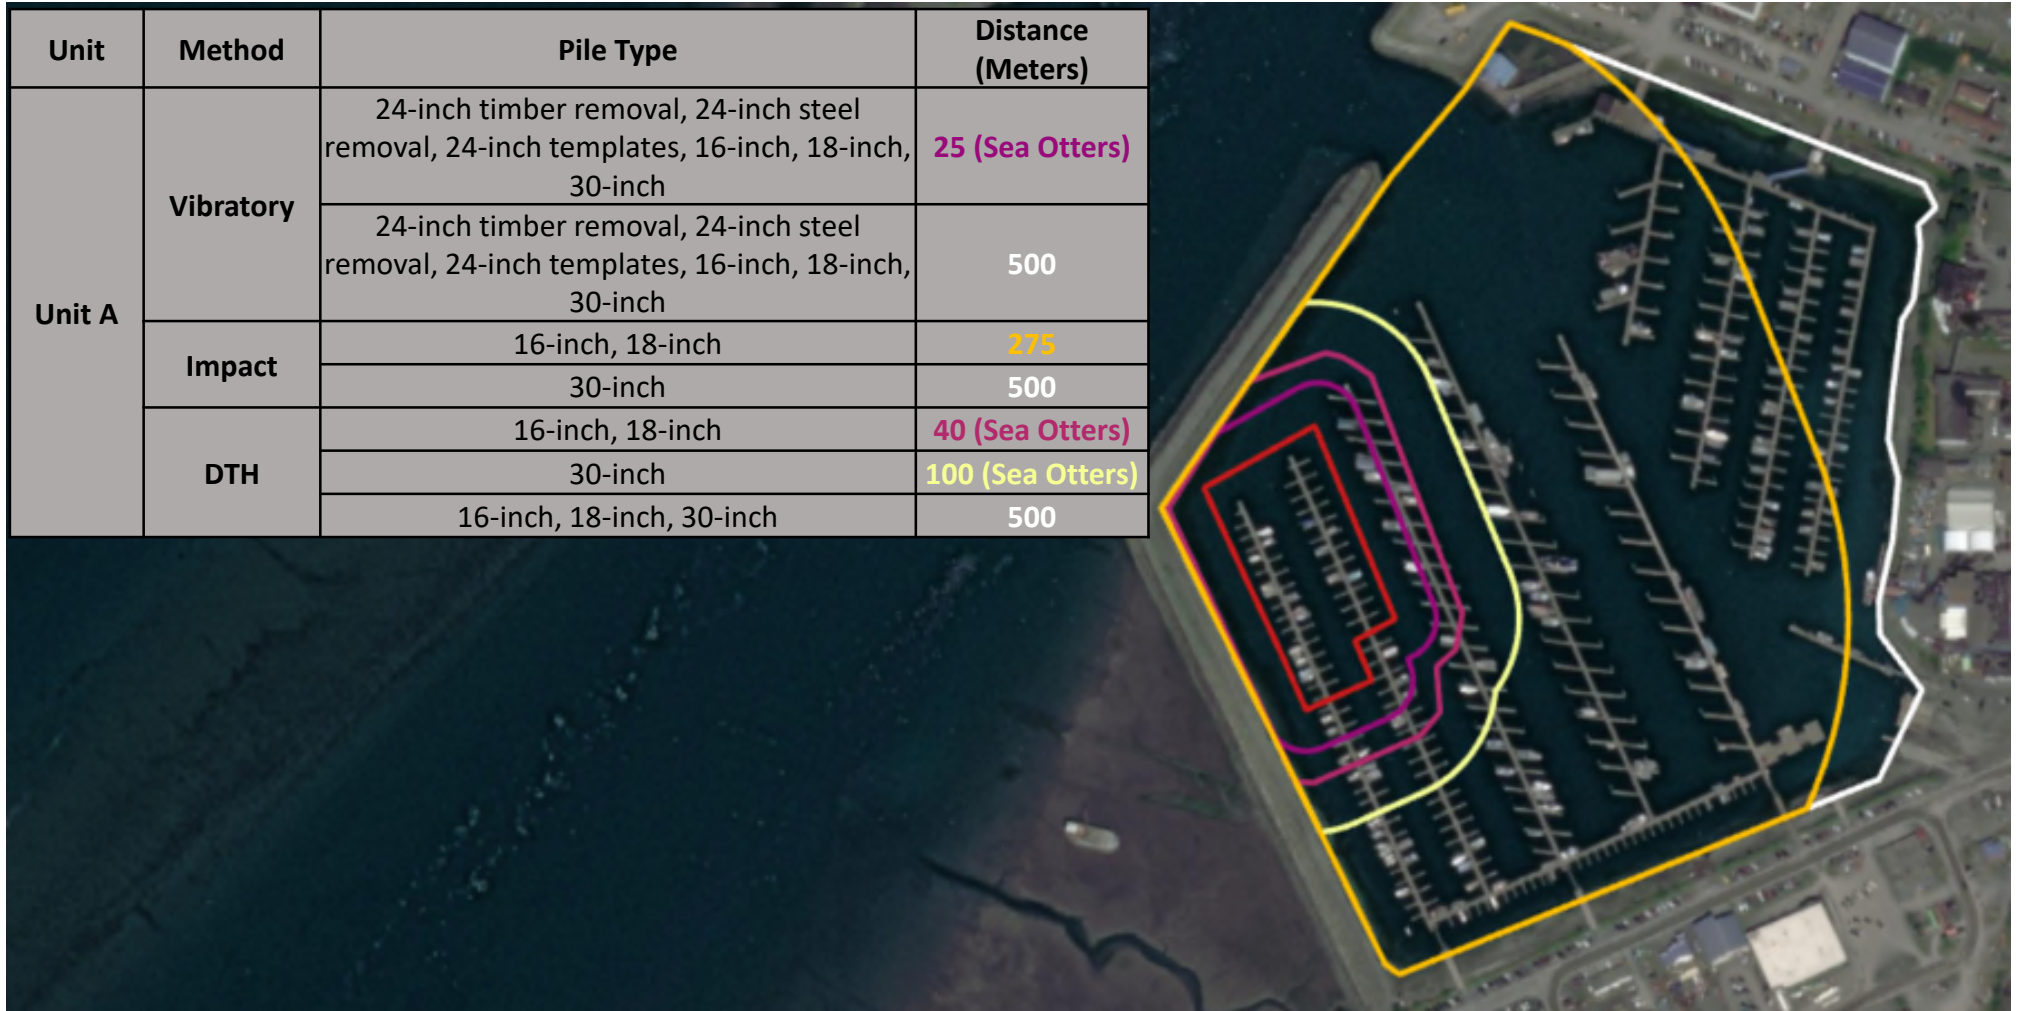 Unit
Method
Pile Type
Distance
(Meters)
Unit A
Vibratory
24-inch timber removal, 24-inch steel
removal, 24-inch templates, 16-inch, 18-inch,
30-inch
25 (Sea Otters)
24-inch timber removal, 24-inch steel
removal, 24-inch templates, 16-inch, 18-inch,
30-inch
500
Impact
16-inch, 18-inch
275
30-inch
500
DTH
16-inch, 18-inch
40 (Sea Otters)
30-inch
100 (Sea Otters)
16-inch, 18-inch, 30-inch
500